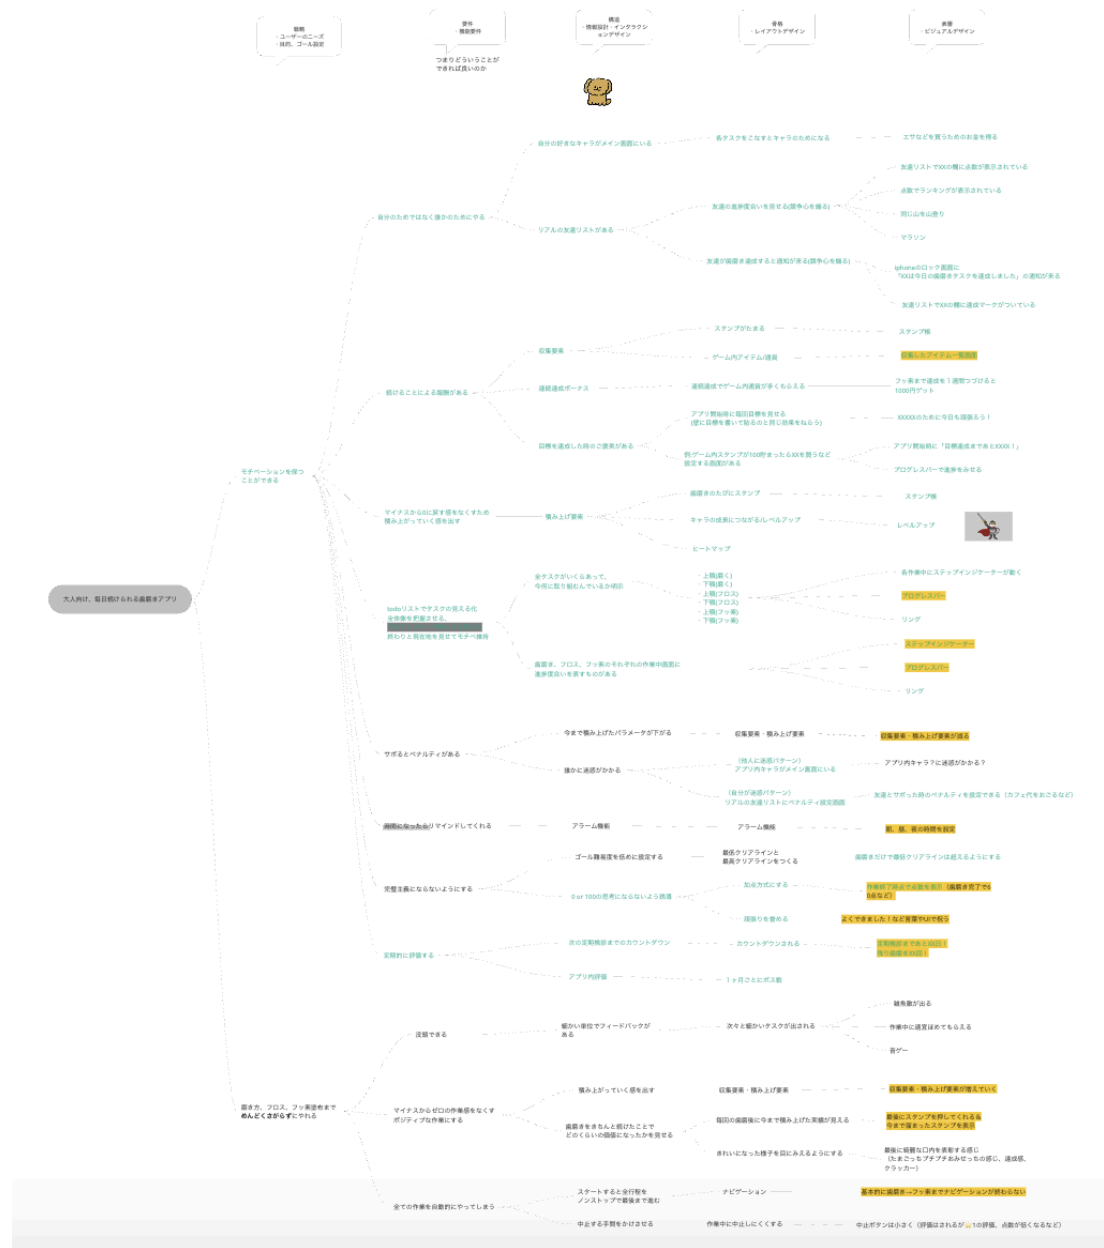 戦略
・ユーザーのニーズ
・目的、ゴール設定
要件
・機能要件
構造
・情報設計・インタラクシ
ョンデザイン
骨格
・レイアウトデザイン
表層
・ビジュアルデザイン
つまりどういうことが
できれば良いのか
大人向け、毎日続けられる歯磨きアプリ
モチベーションを保つ
ことができる
自分のためではなく誰かのためにやる
自分の好きなキャラがメイン画面にいる
各タスクをこなすとキャラのためになる
エサなどを買うためのお金を得る
リアルの友達リストがある
友達の進捗度合いを見せる(競争心を煽る)
友達リストでXXの欄に点数が表示されている
点数でランキングが表示されている
同じ山を山登り
マラソン
友達が歯磨き達成すると通知が来る(競争心を煽る)
iphoneのロック画面に
「XXは今日の歯磨きタスクを達成しました」の通知が来る
友達リストでXXの欄に達成マークがついている
続けることによる報酬がある
収集要素
スタンプがたまる
スタンプ帳
ゲーム内アイテム/通貨
収集したアイテム一覧画面
連続達成ボーナス
連続達成でゲーム内通貨が多くもらえる
フッ素まで達成を1週間つづけると
1000円ゲット
目標を達成した時のご褒美がある
アプリ開始時に毎回目標を見せる
(壁に目標を書いて貼るのと同じ効果をねらう)
XXXXのために今日も頑張ろう！
例:ゲーム内スタンプが100貯まったらXXを買うなど
設定する画面がある
アプリ開始時に「目標達成まであとXXXX！」
プログレスバーで進捗をみせる
マイナスから0に戻す感をなくすため
積み上がっていく感を出す
積み上げ要素
歯磨きのたびにスタンプ
スタンプ帳
キャラの成長につながる/レベルアップ
レベルアップ
ヒートマップ
todoリストでタスクの見える化
全体像を把握させる、
終わりと現在地を見せてモチベ維持
全タスクがいくらあって、
今何に取り組むんでいるか明示
・上顎(磨く)
・下顎(磨く)
・上顎(フロス)
・下顎(フロス)
・上顎(フッ素)
・下顎(フッ素)
各作業中にステップインジケーターが動く
プログレスバー
リング
歯磨き、フロス、フッ素のそれぞれの作業中画面に
進捗度合いを表すものがある
ステップインジケーター
プログレスバー
リング
サボるとペナルティがある
今まで積み上げたパラメータが下がる
収集要素・積み上げ要素
収集要素・積み上げ要素が減る
誰かに迷惑がかかる
（他人に迷惑パターン）
アプリ内キャラがメイン画面にいる
アプリ内キャラ？に迷惑がかかる？
（自分が迷惑パターン）
リアルの友達リストにペナルティ設定画面
友達とサボった時のペナルティを設定できる（カフェ代をおごるなど）
時間になったらリマインドしてくれる
アラーム機能
アラーム機能
朝、昼、夜の時間を設定
完璧主義にならないようにする
ゴール難易度を低めに設定する
最低クリアラインと
最高クリアラインをつくる
歯磨きだけで最低クリアラインは超えるようにする
0 or 100の思考にならないよう誘導
加点方式にする
作業終了時点で点数を表示（歯磨き完了で6
0点など）
頑張りを誉める
よくできました！など言葉やUIで祝う
定期的に評価する
次の定期検診までのカウントダウン
カウントダウンされる
定期検診まであとXX日！
残り歯磨きXX回！
アプリ内評価
1ヶ月ごとにボス戦
磨き方、フロス、フッ素塗布まで
めんどくさがらずにやれる
没頭できる
細かい単位でフィードバックが
ある
次々と細かいタスクが出される
雑魚敵が出る
作業中に適宜ほめてもらえる
音ゲー
マイナスからゼロの作業感をなくす
ポジティブな作業にする
積み上がっていく感を出す
収集要素・積み上げ要素
収集要素・積み上げ要素が増えていく
歯磨きをきちんと続けたことで
どのくらいの価値になったかを見せる
毎回の歯磨後に今まで積み上げた実績が見える
最後にスタンプを押してくれる&
今まで溜まったスタンプを表示
きれいになった様子を目にみえるようにする
最後に綺麗な口内を表彰する感じ
（たまごっちプチプチおみせっちの感じ、達成感、
クラッカー）
全ての作業を自動的にやってしまう
スタートすると全行程を
ノンストップで最後まで進む
ナビゲーション
基本的に歯磨き→フッ素までナビゲーションが終わらない
中止する手間をかけさせる
作業中に中止しにくくする
中止ボタンは小さく（評価はされるが⭐1の評価、点数が低くなるなど）